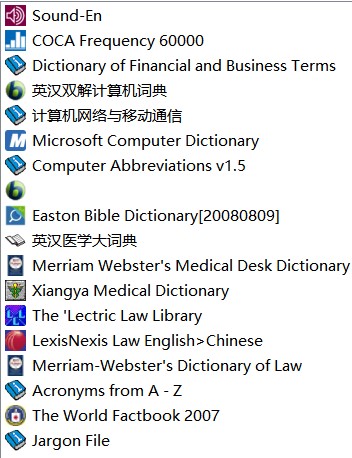 Sound-En
COCA Frequency 60000
Dictionary of Financial and Business Terms
英汉双解计算机词典
计算机网络与移动通信
Microsoft Computer Dictionary
Computer Abbreviations v1.5
Easton Bible Dictionary[20080809]
英汉医学大词典
Merriam Webster's Medical Desk Dictionary
Xiangya Medical Dictionary
The 'Lectric Law Library
LexisNexis Law English>Chinese
Merriam-Webster's Dictionary of Law
Acronyms from A - Z
The World Factbook 2007
Jargon File